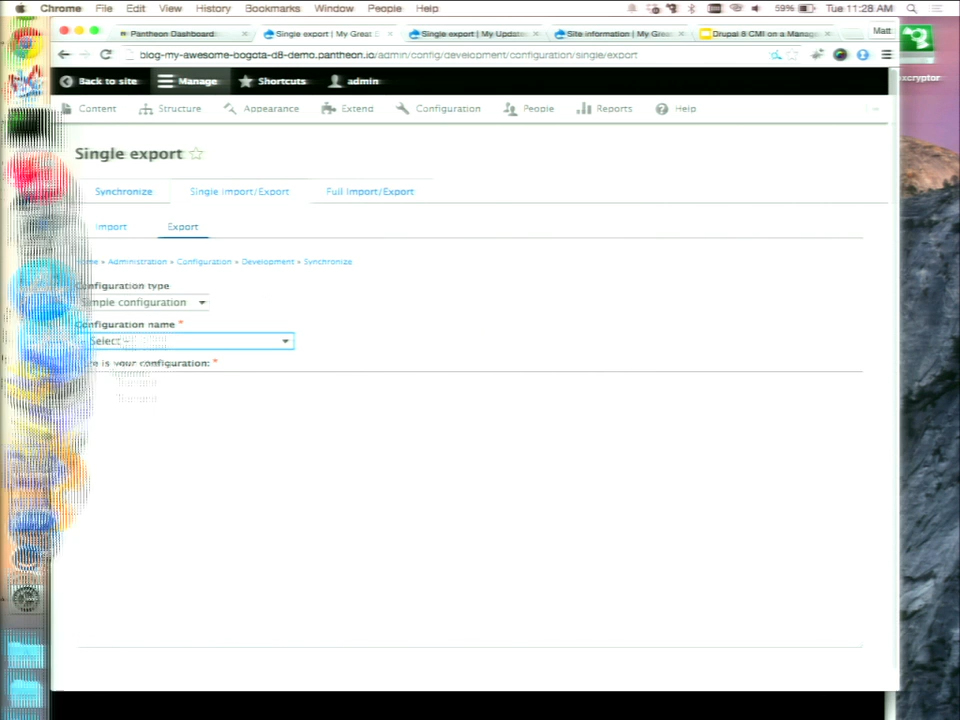 Chrome File Edit View History Bookmarks Window People Help 59% Tue 11:28 AM
Pantheon Dashboard Single export | My Great Single export | My Update Site information | My Gre Drupal 8 CMI on a Manag Matt
blog-my-awesome-bogota-d8-demo.pantheon.io/admin/config/development/configuration/single/export
Back to site Manage Shortcuts admin
Content Structure Appearance Extend Configuration People Reports Help
Single export
Synchronize Single Import/Export Full Import/Export
Import Export
Home » Administration » Configuration » Development » Synchronize
Configuration type
Simple configuration
Configuration name *
- Select -
Here is your configuration: *